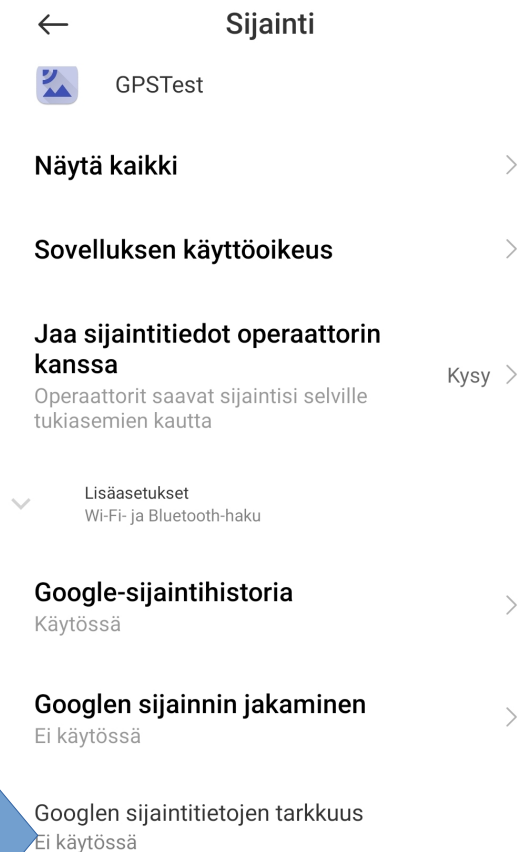 Sijainti
GPSTest
Näytä kaikki
Sovelluksen käyttöoikeus
Jaa sijaintitiedot operaattorin
kanssa
Kysy
Operaattorit saavat sijaintisi selville
tukiasemien kautta
Lisäasetukset
Wi-Fi- ja Bluetooth-haku
Google-sijaintihistoria
Käytössä
Googlen sijainnin jakaminen
Ei käytössä
Googlen sijaintitietojen tarkkuus
Ei käytössä